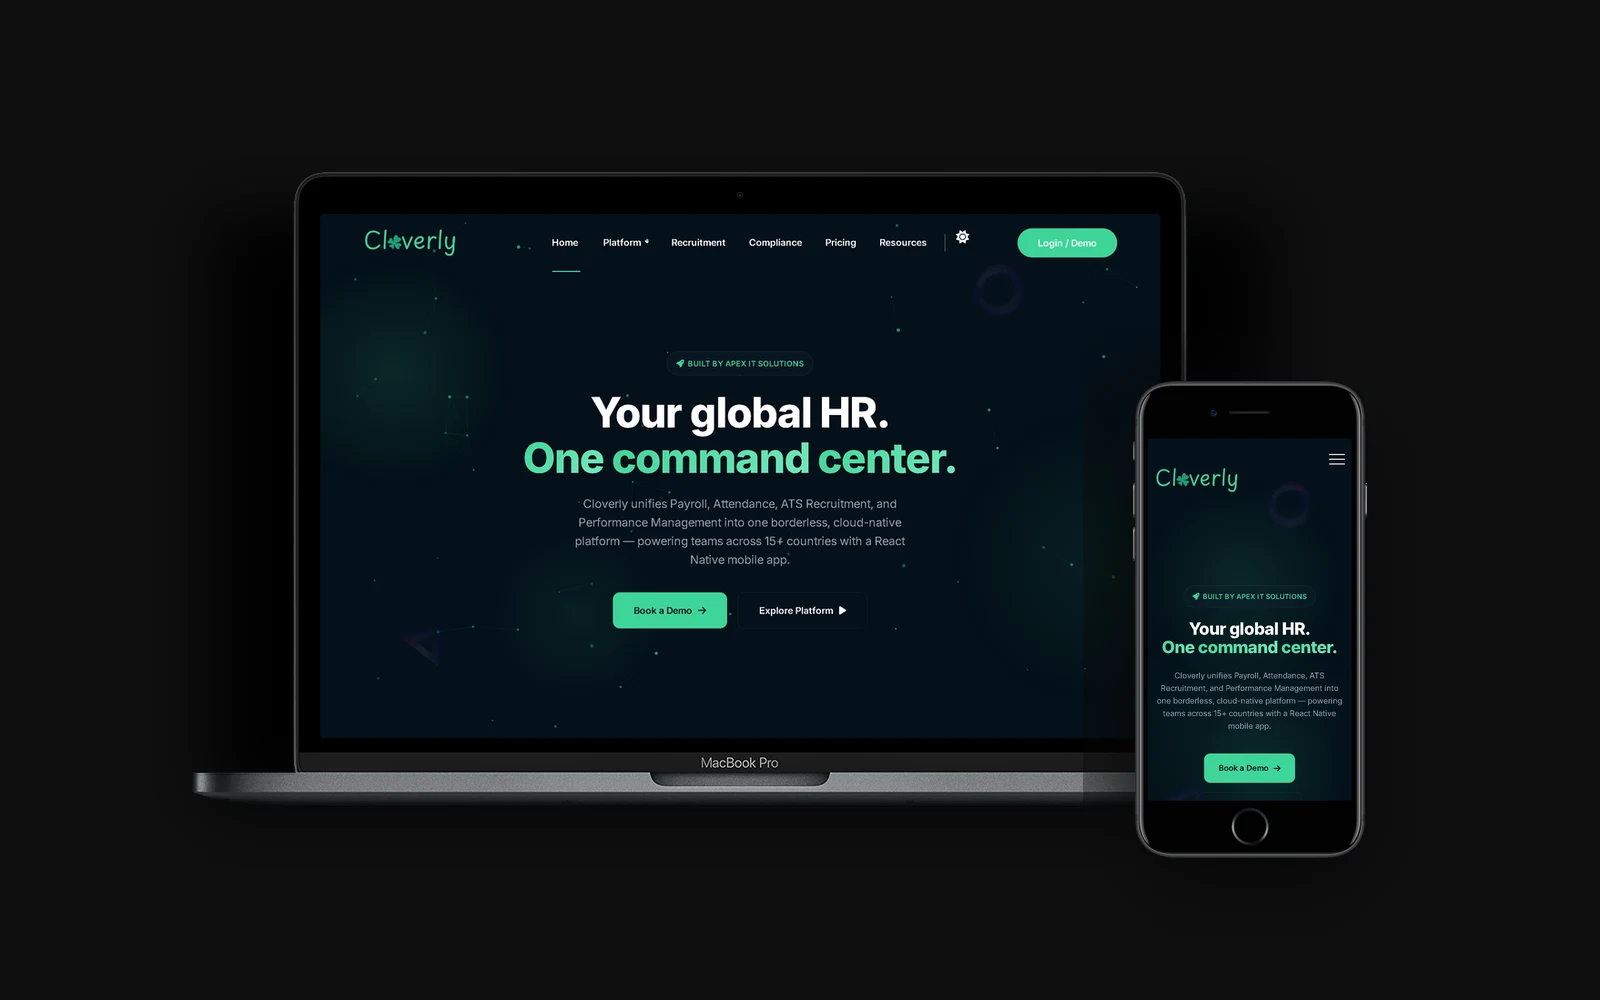 Cloverly
Home Platform Recruitment Compliance Pricing Resources Login / Demo
BUILT BY APEX IT SOLUTIONS
Your global HR.
One command center.
Cloverly unifies Payroll, Attendance, ATS Recruitment, and
Performance Management into one borderless, cloud-native
platform — powering teams across 15+ countries with a React
Native mobile app.
Book a Demo → Explore Platform
MacBook Pro
Cloverly
BUILT BY APEX IT SOLUTIONS
Your global HR.
One command center.
Cloverly unifies Payroll, Attendance, ATS
Recruitment, and Performance Management into
one borderless, cloud-native platform — powering
teams across 15+ countries with a React Native
mobile app.
Book a Demo →